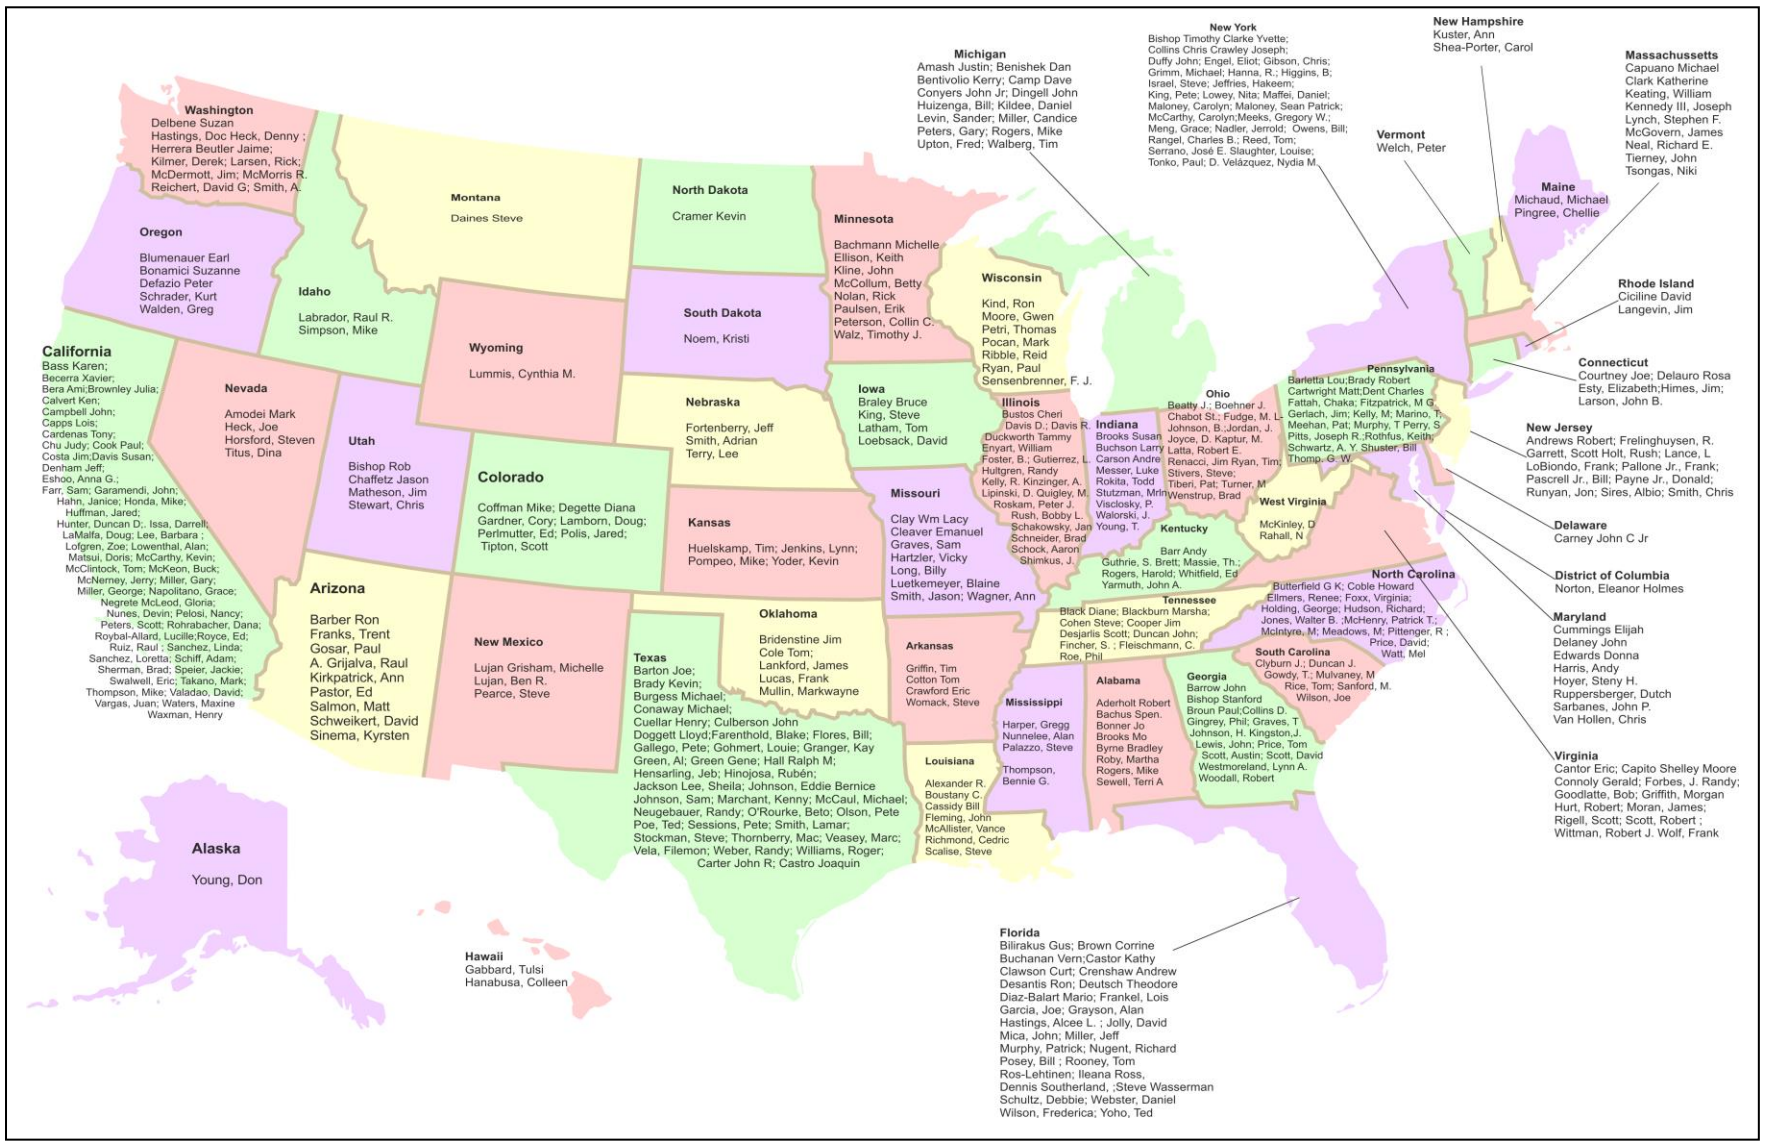 Washington
Delbene Suzan
Hastings, Doc Heck, Denny ;
Herrera Beutler Jaime;
Kilmer, Derek; Larsen, Rick;
McDermott, Jim; McMorris R.
Reichert, David G; Smith, A.
Oregon
Blumenauer Earl
Bonamici Suzanne
Defazio Peter
Schrader, Kurt
Walden, Greg
California
Bass Karen;
Becerra Xavier;
Bera Ami;Brownley Julia;
Calvert Ken;
Campbell John;
Capps Lois;
Cardenas Tony;
Chu Judy; Cook Paul;
Costa Jim;Davis Susan;
Denham Jeff;
Eshoo, Anna G.;
Farr, Sam; Garamendi, John;
Hahn, Janice; Honda, Mike;
Huffman, Jared;
Hunter, Duncan D;. Issa, Darrell;
LaMalfa, Doug; Lee, Barbara ;
Lofgren, Zoe; Lowenthal, Alan;
Matsui, Doris; McCarthy, Kevin;
McClintock, Tom; McKeon, Buck;
McNerney, Jerry; Miller, Gary;
Miller, George; Napolitano, Grace;
Negrete McLeod, Gloria;
Nunes, Devin; Pelosi, Nancy;
Peters, Scott; Rohrabacher, Dana;
Roybal-Allard, Lucille;Royce, Ed;
Ruiz, Raul ; Sanchez, Linda;
Sanchez, Loretta; Schiff, Adam;
Sherman, Brad; Speier, Jackie;
Swalwell, Eric; Takano, Mark;
Thompson, Mike; Valadao, David;
Vargas, Juan; Waters, Maxine
Waxman, Henry
Nevada
Amodei Mark
Heck, Joe
Horsford, Steven
Titus, Dina
Idaho
Labrador, Raul R.
Simpson, Mike
Montana
Daines Steve
Wyoming
Lummis, Cynthia M.
Utah
Bishop Rob
Chaffetz Jason
Matheson, Jim
Stewart, Chris
Colorado
Coffman Mike; Degette Diana
Gardner, Cory; Lamborn, Doug;
Perlmutter, Ed; Polis, Jared;
Tipton, Scott
Arizona
Barber Ron
Franks, Trent
Gosar, Paul
A. Grijalva, Raul
Kirkpatrick, Ann
Pastor, Ed
Salmon, Matt
Schweikert, David
Sinema, Kyrsten
New Mexico
Lujan Grisham, Michelle
Lujan, Ben R.
Pearce, Steve
North Dakota
Cramer Kevin
South Dakota
Noem, Kristi
Nebraska
Fortenberry, Jeff
Smith, Adrian
Terry, Lee
Kansas
Huelskamp, Tim; Jenkins, Lynn;
Pompeo, Mike; Yoder, Kevin
Oklahoma
Bridenstine Jim
Cole Tom;
Lankford, James
Lucas, Frank
Mullin, Markwayne
Texas
Barton Joe;
Brady Kevin;
Burgess Michael;
Conaway Michael;
Cuellar Henry; Culberson John
Doggett Lloyd;Farenthold, Blake; Flores, Bill;
Gallego, Pete; Gohmert, Louie; Granger, Kay
Green, Al; Green Gene; Hall Ralph M;
Hensarling, Jeb; Hinojosa, Rubén;
Jackson Lee, Sheila; Johnson, Eddie Bernice
Johnson, Sam; Marchant, Kenny; McCaul, Michael;
Neugebauer, Randy; O'Rourke, Beto; Olson, Pete
Poe, Ted; Sessions, Pete; Smith, Lamar;
Stockman, Steve; Thornberry, Mac; Veasey, Marc;
Vela, Filemon; Weber, Randy; Williams, Roger;
Carter John R; Castro Joaquin
Minnesota
Bachmann Michelle
Ellison, Keith
Kline, John
McCollum, Betty
Nolan, Rick
Paulsen, Erik
Peterson, Collin C.
Walz, Timothy J.
Iowa
Braley Bruce
King, Steve
Latham, Tom
Loebsack, David
Missouri
Clay Wm Lacy
Cleaver Emanuel
Graves, Sam
Hartzler, Vicky
Long, Billy
Luetkemeyer, Blaine
Smith, Jason; Wagner, Ann
Arkansas
Griffin, Tim
Cotton Tom
Crawford Eric
Womack, Steve
Louisiana
Alexander R.
Boustany C.
Cassidy Bill
Fleming, John
McAllister, Vance
Richmond, Cedric
Scalise, Steve
Wisconsin
Kind, Ron
Moore, Gwen
Petri, Thomas
Pocan, Mark
Ribble, Reid
Ryan, Paul
Sensenbrenner, F. J.
Illinois
Bustos Cheri
Davis D.; Davis R.
Duckworth Tammy
Enyart, William
Foster, B.; Gutierrez, L.
Hultgren, Randy
Kelly, R. Kinzinger, A.
Lipinski, D. Quigley, M.
Roskam, Peter J.
Rush, Bobby L.
Schakowsky, Jan
Schneider, Brad
Schock, Aaron
Shimkus, J.
Michigan
Amash Justin; Benishek Dan
Bentivolio Kerry; Camp Dave
Conyers John Jr; Dingell John
Huizenga, Bill; Kildee, Daniel
Levin, Sander; Miller, Candice
Peters, Gary; Rogers, Mike
Upton, Fred; Walberg, Tim
Indiana
Brooks Susan
Buchson Larry
Carson Andre
Messer, Luke
Rokita, Todd
Stutzman, Mrln
Visclosky, P.
Walorski, J.
Young, T.
Ohio
Beatty J.; Boehner J.
Chabot St.; Fudge, M. L-
Johnson, B.;Jordan, J.
Joyce, D. Kaptur, M.
Latta, Robert E.
Renacci, Jim Ryan, Tim;
Stivers, Steve;
Tiberi, Pat; Turner, M
Wenstrup, Brad
Kentucky
Barr Andy
Guthrie, S. Brett; Massie, Th.;
Rogers, Harold; Whitfield, Ed
Yarmuth, John A.
Tennessee
Black Diane; Blackburn Marsha;
Cohen Steve; Cooper Jim
Desjarlis Scott; Duncan John;
Fincher, S. ; Fleischmann, C.
Roe, Phil
Mississippi
Harper, Gregg
Nunnelee, Alan
Palazzo, Steve
Thompson,
Bennie G.
Alabama
Aderholt Robert
Bachus Spen.
Bonner Jo
Brooks Mo
Byrne Bradley
Roby, Martha
Rogers, Mike
Sewell, Terri A
Georgia
Barrow John
Bishop Stanford
Broun Paul;Collins D.
Gingrey, Phil; Graves, T
Johnson, H. Kingston,J.
Lewis, John; Price, Tom
Scott, Austin; Scott, David
Westmoreland, Lynn A.
Woodall, Robert
South Carolina
Clyburn J.; Duncan J.
Gowdy, T.; Mulvaney, M
Rice, Tom; Sanford, M.
Wilson, Joe
North Carolina
Butterfield G K; Coble Howard
Ellmers, Renee; Foxx, Virginia;
Holding, George; Hudson, Richard;
Jones, Walter B. ;McHenry, Patrick T.;
McIntyre, M; Meadows, M; Pittenger, R ;
Price, David;
Watt, Mel
West Virginia
McKinley, D
Rahall, N
Pennsylvania
Barletta Lou;Brady Robert
Cartwright Matt;Dent Charles
Fattah, Chaka; Fitzpatrick, M G
Gerlach, Jim; Kelly, M; Marino, T;
Meehan, Pat; Murphy, T Perry, S
Pitts, Joseph R.;Rothfus, Keith;
Schwartz, A. Y. Shuster, Bill
Thomp. G. W.
New York
Bishop Timothy Clarke Yvette;
Collins Chris Crawley Joseph;
Duffy John; Engel, Eliot; Gibson, Chris;
Grimm, Michael; Hanna, R.; Higgins, B;
Israel, Steve; Jeffries, Hakeem;
King, Pete; Lowey, Nita; Maffei, Daniel;
Maloney, Carolyn; Maloney, Sean Patrick;
McCarthy, Carolyn;Meeks, Gregory W.;
Meng, Grace; Nadler, Jerrold; Owens, Bill;
Rangel, Charles B.; Reed, Tom;
Serrano, José E. Slaughter, Louise;
Tonko, Paul; D. Velázquez, Nydia M.
Vermont
Welch, Peter
New Hampshire
Kuster, Ann
Shea-Porter, Carol
Maine
Michaud, Michael
Pingree, Chellie
Massachussetts
Capuano Michael
Clark Katherine
Keating, William
Kennedy III, Joseph
Lynch, Stephen F.
McGovern, James
Neal, Richard E.
Tierney, John
Tsongas, Niki
Rhode Island
Ciciline David
Langevin, Jim
Connecticut
Courtney Joe; Delauro Rosa
Esty, Elizabeth;Himes, Jim;
Larson, John B.
New Jersey
Andrews Robert; Frelinghuysen, R.
Garrett, Scott Holt, Rush; Lance, L
LoBiondo, Frank; Pallone Jr., Frank;
Pascrell Jr., Bill; Payne Jr., Donald;
Runyan, Jon; Sires, Albio; Smith, Chris
Delaware
Carney John C Jr
District of Columbia
Norton, Eleanor Holmes
Maryland
Cummings Elijah
Delaney John
Edwards Donna
Harris, Andy
Hoyer, Steny H.
Ruppersberger, Dutch
Sarbanes, John P.
Van Hollen, Chris
Virginia
Cantor Eric; Capito Shelley Moore
Connoly Gerald; Forbes, J. Randy;
Goodlatte, Bob; Griffith, Morgan
Hurt, Robert; Moran, James;
Rigell, Scott; Scott, Robert ;
Wittman, Robert J. Wolf, Frank
Alaska
Young, Don
Hawaii
Gabbard, Tulsi
Hanabusa, Colleen
Florida
Bilirakus Gus; Brown Corrine
Buchanan Vern;Castor Kathy
Clawson Curt; Crenshaw Andrew
Desantis Ron; Deutsch Theodore
Diaz-Balart Mario; Frankel, Lois
Garcia, Joe; Grayson, Alan
Hastings, Alcee L. ; Jolly, David
Mica, John; Miller, Jeff
Murphy, Patrick; Nugent, Richard
Posey, Bill ; Rooney, Tom
Ros-Lehtinen; Ileana Ross,
Dennis Southerland, ;Steve Wasserman
Schultz, Debbie; Webster, Daniel
Wilson, Frederica; Yoho, Ted